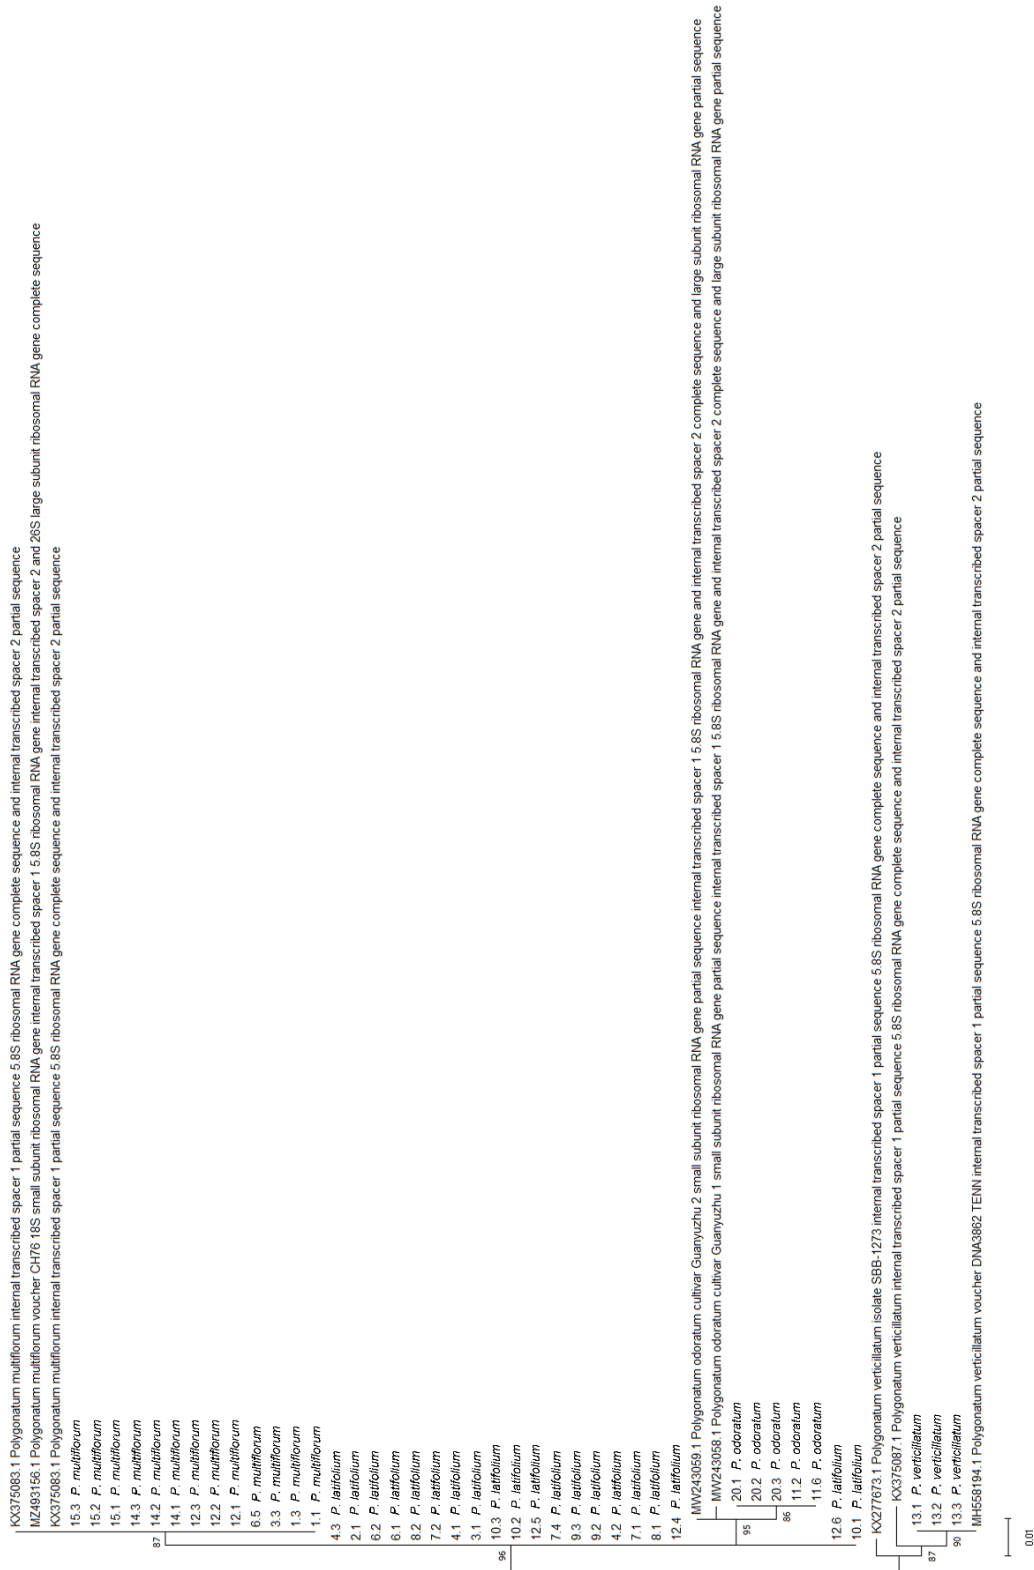 KX375083.1 Polygonatum multiflorum internal transcribed spacer 1 partial sequence 5.8S ribosomal RNA gene complete sequence and internal transcribed spacer 2 partial sequence
MZ493156.1 Polygonatum multiflorum voucher CH76 18S small subunit ribosomal RNA gene internal transcribed spacer 1 5.8S ribosomal RNA gene internal transcribed spacer 2 and 26S large subunit ribosomal RNA gene complete sequence
KX375083.1 Polygonatum multiflorum internal transcribed spacer 1 partial sequence 5.8S ribosomal RNA gene complete sequence and internal transcribed spacer 2 partial sequence
15.3 P. multiflorum
15.2 P. multiflorum
15.1 P. multiflorum
14.3 P. multiflorum
14.2 P. multiflorum
14.1 P. multiflorum
12.3 P. multiflorum
12.2 P. multiflorum
12.1 P. multiflorum
6.5 P. multiflorum
3.3 P. multiflorum
1.3 P. multiflorum
1.1 P. multiflorum
87
4.3 P. latifolium
2.1 P. latifolium
6.2 P. latifolium
6.1 P. latifolium
8.2 P. latifolium
7.2 P. latifolium
4.1 P. latifolium
3.1 P. latifolium
10.3 P. latifolium
10.2 P. latifolium
12.5 P. latifolium
7.4 P. latifolium
9.3 P. latifolium
9.2 P. latifolium
4.2 P. latifolium
7.1 P. latifolium
8.1 P. latifolium
12.4 P. latifolium
96
MW243059.1 Polygonatum odoratum cultivar Guanyuzhu 2 small subunit ribosomal RNA gene partial sequence internal transcribed spacer 1 5.8S ribosomal RNA gene and internal transcribed spacer 2 complete sequence and large subunit ribosomal RNA gene partial sequence
MW243058.1 Polygonatum odoratum cultivar Guanyuzhu 1 small subunit ribosomal RNA gene partial sequence internal transcribed spacer 1 5.8S ribosomal RNA gene and internal transcribed spacer 2 complete sequence and large subunit ribosomal RNA gene partial sequence
20.1 P. odoratum
20.2 P. odoratum
20.3 P. odoratum
11.2 P. odoratum
11.6 P. odoratum
95
86
12.6 P. latifolium
10.1 P. latifolium
KX277673.1 Polygonatum verticillatum isolate SBB-1273 internal transcribed spacer 1 partial sequence 5.8S ribosomal RNA gene complete sequence and internal transcribed spacer 2 partial sequence
KX375087.1 Polygonatum verticillatum internal transcribed spacer 1 partial sequence 5.8S ribosomal RNA gene complete sequence and internal transcribed spacer 2 partial sequence
13.1 P. verticillatum
13.2 P. verticillatum
13.3 P. verticillatum
MH558194.1 Polygonatum verticillatum voucher DNA3862 TENN internal transcribed spacer 1 partial sequence 5.8S ribosomal RNA gene complete sequence and internal transcribed spacer 2 partial sequence
87
90
0.01